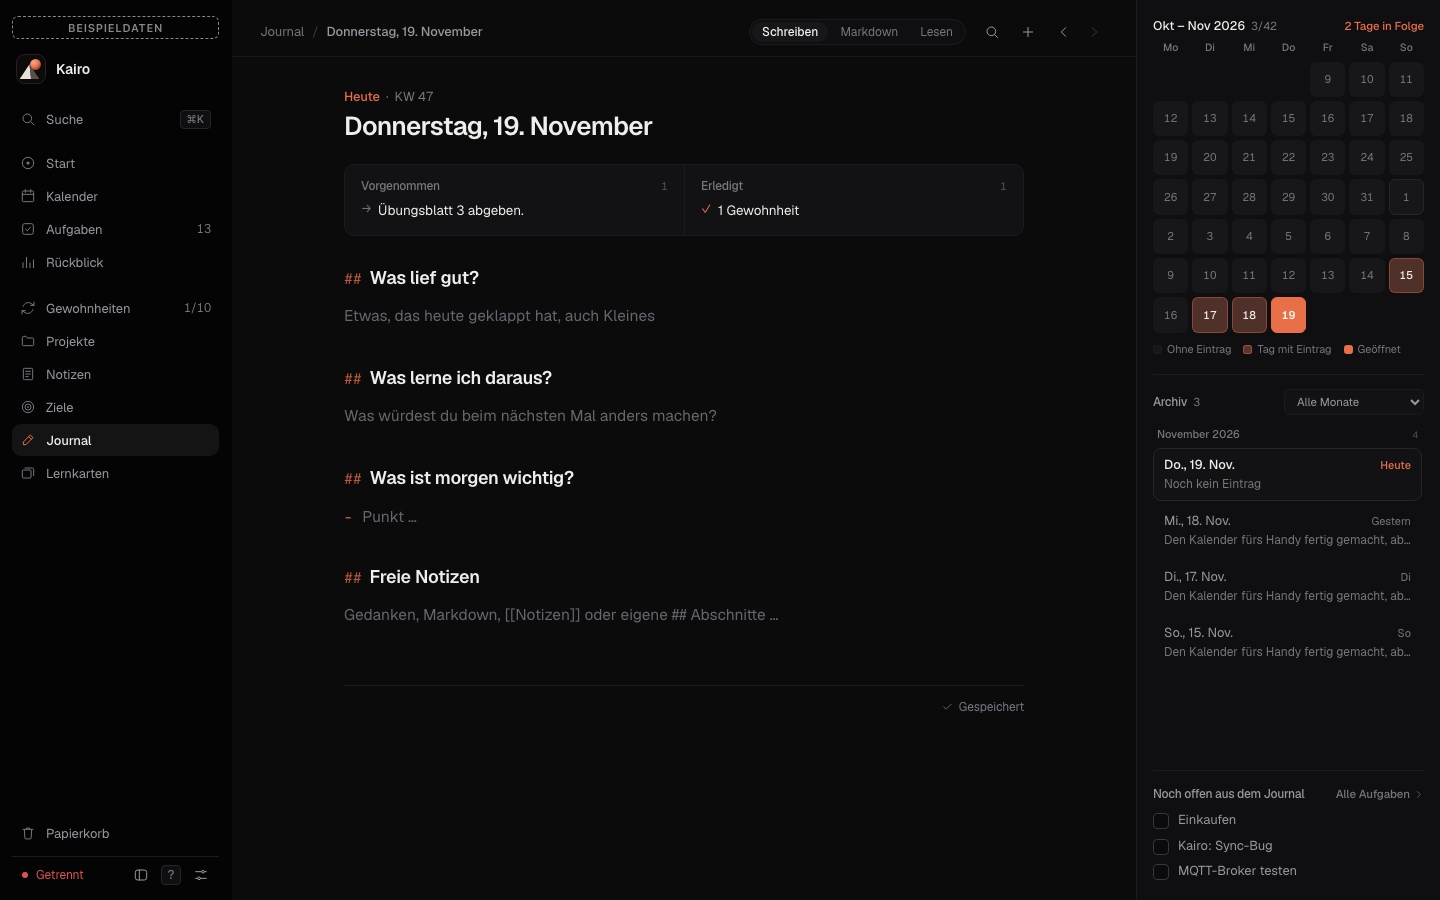 BEISPIELDATEN
Kairo
Suche ⌘K
Start
Kalender
Aufgaben 13
Rückblick
Gewohnheiten 1/10
Projekte
Notizen
Ziele
Journal
Lernkarten
Papierkorb
Getrennt ?
Journal / Donnerstag, 19. November
Schreiben Markdown Lesen
Heute · KW 47
Donnerstag, 19. November
Vorgenommen 1
→ Übungsblatt 3 abgeben.
Erledigt 1
✓ 1 Gewohnheit
## Was lief gut?
Etwas, das heute geklappt hat, auch Kleines
## Was lerne ich daraus?
Was würdest du beim nächsten Mal anders machen?
## Was ist morgen wichtig?
- Punkt ...
## Freie Notizen
Gedanken, Markdown, [[Notizen]] oder eigene ## Abschnitte ...
✓ Gespeichert
Okt – Nov 2026 3/42 2 Tage in Folge
Mo Di Mi Do Fr Sa So
9 10 11
12 13 14 15 16 17 18
19 20 21 22 23 24 25
26 27 28 29 30 31 1
2 3 4 5 6 7 8
9 10 11 12 13 14 15
16 17 18 19
Ohne Eintrag Tag mit Eintrag Geöffnet
Archiv 3 Alle Monate
November 2026 4
Do., 19. Nov. Heute
Noch kein Eintrag
Mi., 18. Nov. Gestern
Den Kalender fürs Handy fertig gemacht, ab...
Di., 17. Nov. Di
Den Kalender fürs Handy fertig gemacht, ab...
So., 15. Nov. So
Den Kalender fürs Handy fertig gemacht, ab...
Noch offen aus dem Journal Alle Aufgaben >
Einkaufen
Kairo: Sync-Bug
MQTT-Broker testen